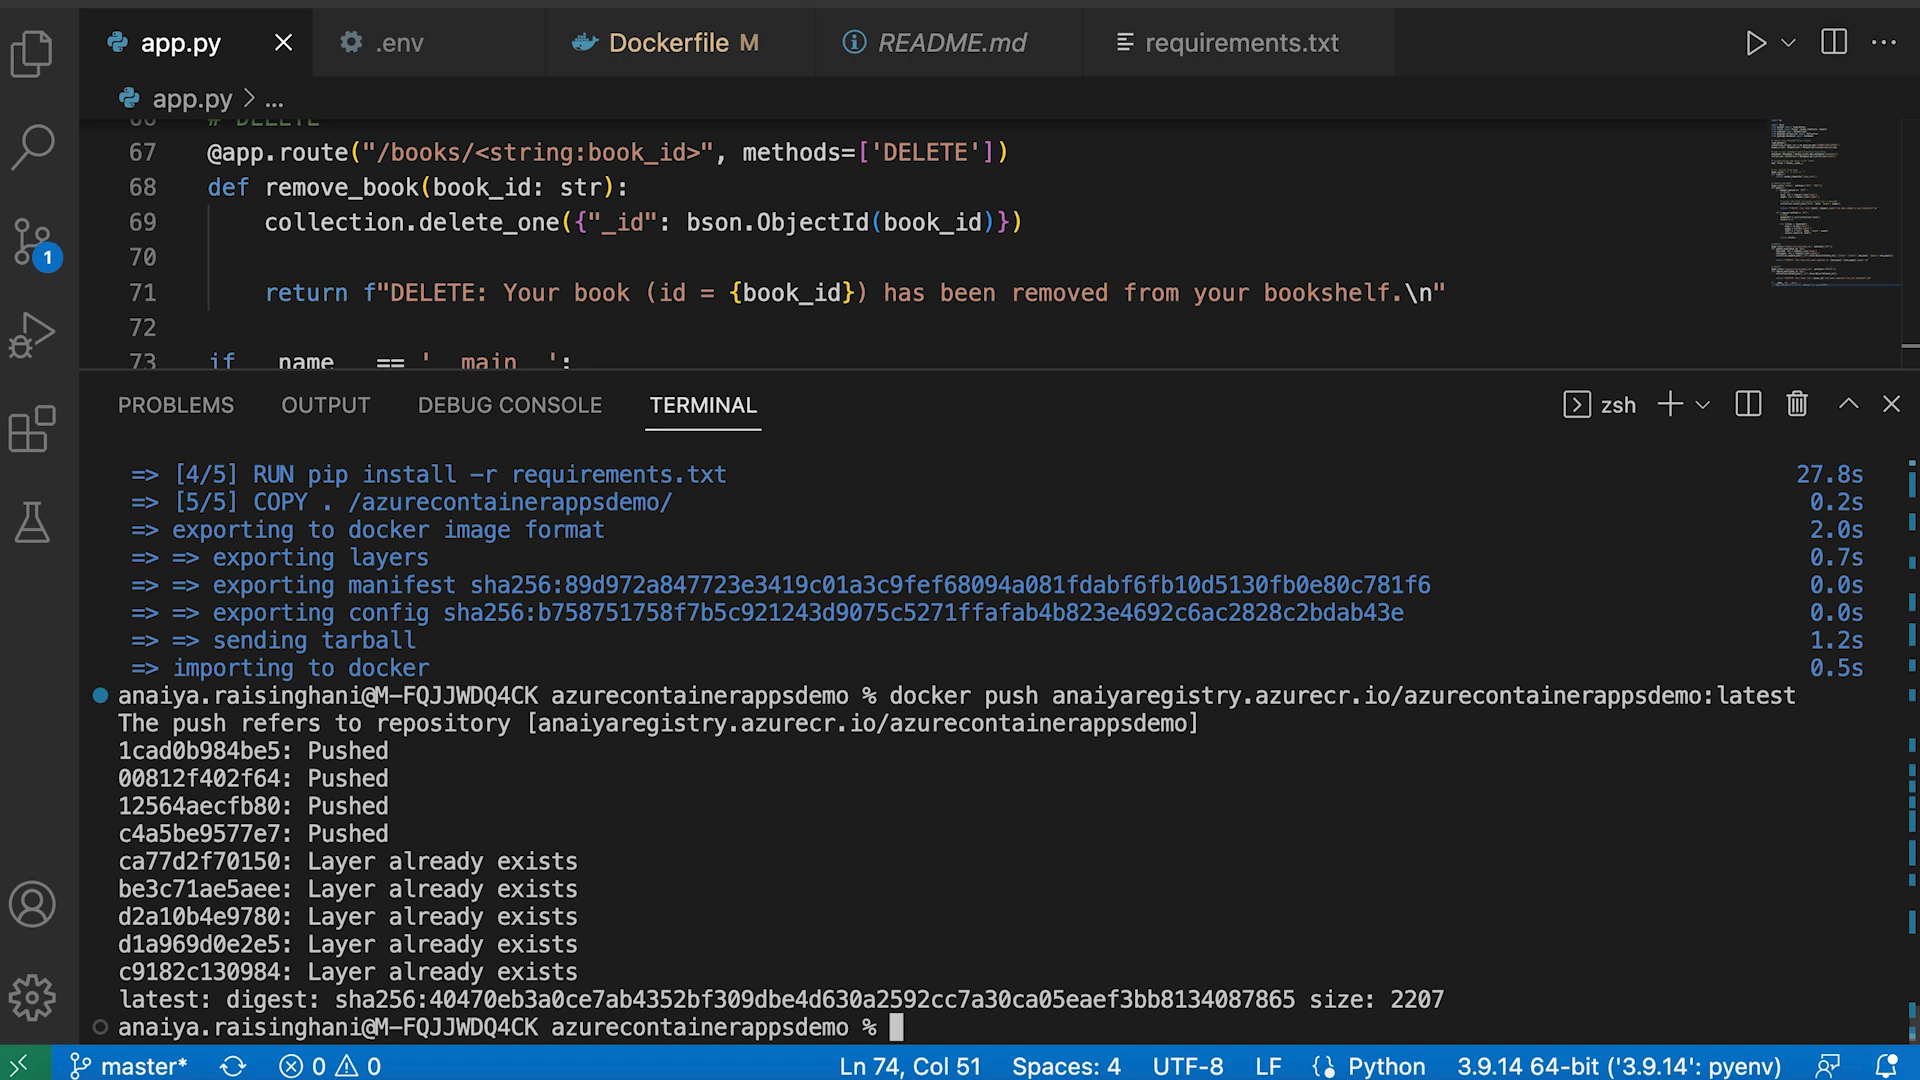 app.py
.env
Dockerfile M
README.md
requirements.txt
app.py > ...
66 # DELETE
67 @app.route("/books/<string:book_id>", methods=['DELETE'])
68 def remove_book(book_id: str):
69 collection.delete_one({"_id": bson.ObjectId(book_id)})
70
71 return f"DELETE: Your book (id = {book_id}) has been removed from your bookshelf.\n"
72
73 if __name__ == '__main__':
1
PROBLEMS OUTPUT DEBUG CONSOLE TERMINAL zsh
=> [4/5] RUN pip install -r requirements.txt 27.8s
=> [5/5] COPY . /azurecontainerappsdemo/ 0.2s
=> exporting to docker image format 2.0s
=> => exporting layers 0.7s
=> => exporting manifest sha256:89d972a847723e3419c01a3c9fef68094a081fdabf6fb10d5130fb0e80c781f6 0.0s
=> => exporting config sha256:b758751758f7b5c921243d9075c5271ffafab4b823e4692c6ac2828c2bdab43e 0.0s
=> => sending tarball 1.2s
=> importing to docker 0.5s
anaiya.raisinghani@M-FQJJWDQ4CK azurecontainerappsdemo % docker push anaiyaregistry.azurecr.io/azurecontainerappsdemo:latest
The push refers to repository [anaiyaregistry.azurecr.io/azurecontainerappsdemo]
1cad0b984be5: Pushed
00812f402f64: Pushed
12564aecfb80: Pushed
c4a5be9577e7: Pushed
ca77d2f70150: Layer already exists
be3c71ae5aee: Layer already exists
d2a10b4e9780: Layer already exists
d1a969d0e2e5: Layer already exists
c9182c130984: Layer already exists
latest: digest: sha256:40470eb3a0ce7ab4352bf309dbe4d630a2592cc7a30ca05eaef3bb8134087865 size: 2207
anaiya.raisinghani@M-FQJJWDQ4CK azurecontainerappsdemo %
master* 0 0 Ln 74, Col 51 Spaces: 4 UTF-8 LF Python 3.9.14 64-bit ('3.9.14': pyenv)